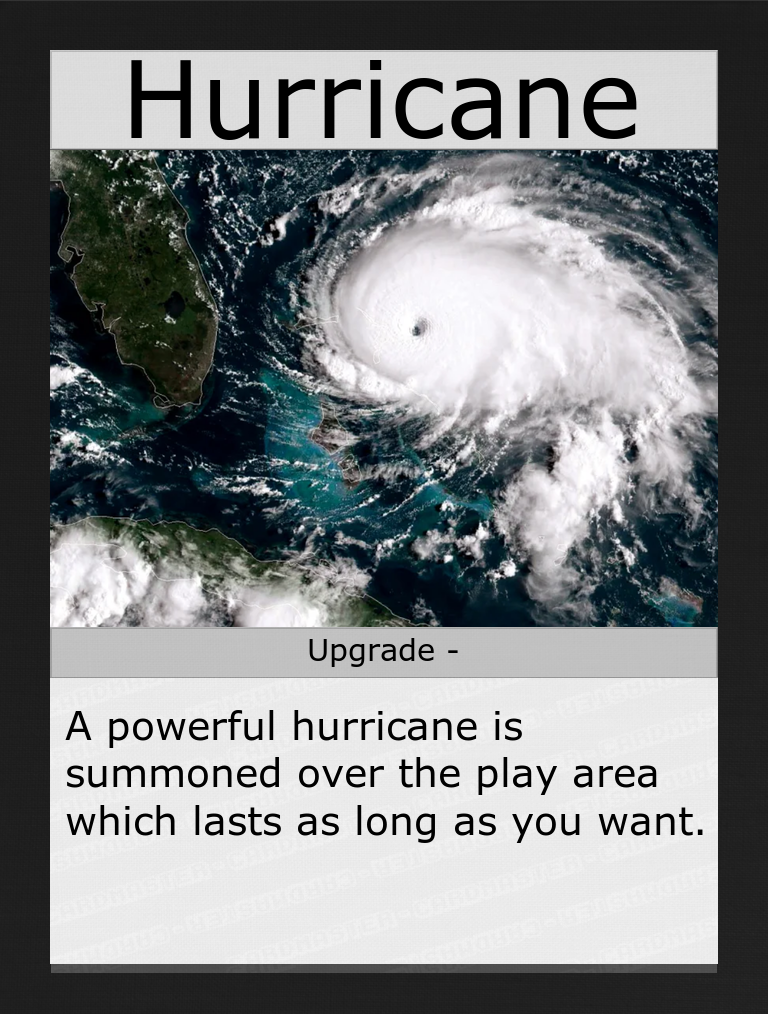 Hurricane
Upgrade -
A powerful hurricane is
summoned over the play area
which lasts as long as you want.